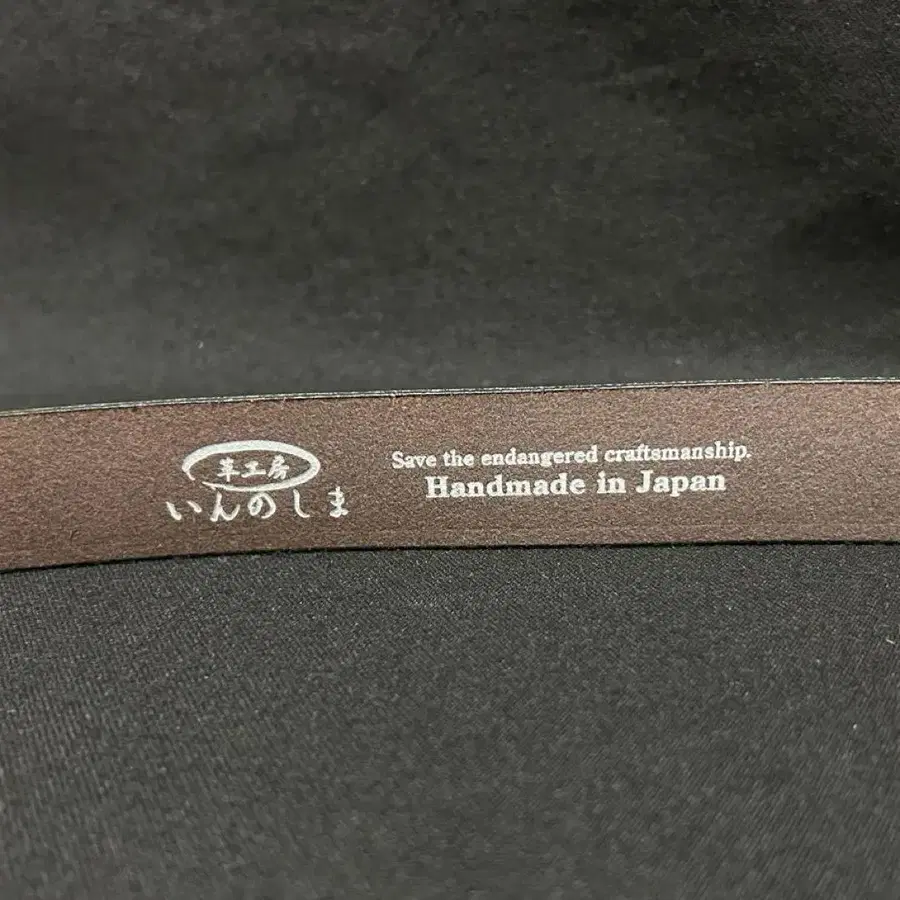 革工房
いんのしま
Save the endangered craftsmanship.
Handmade in Japan